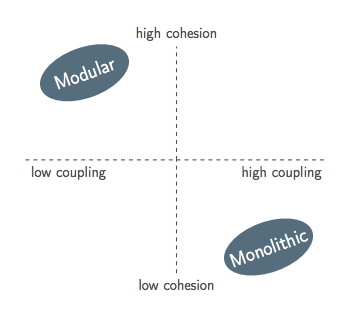 high cohesion
Modular
low coupling
high coupling
Monolithic
low cohesion